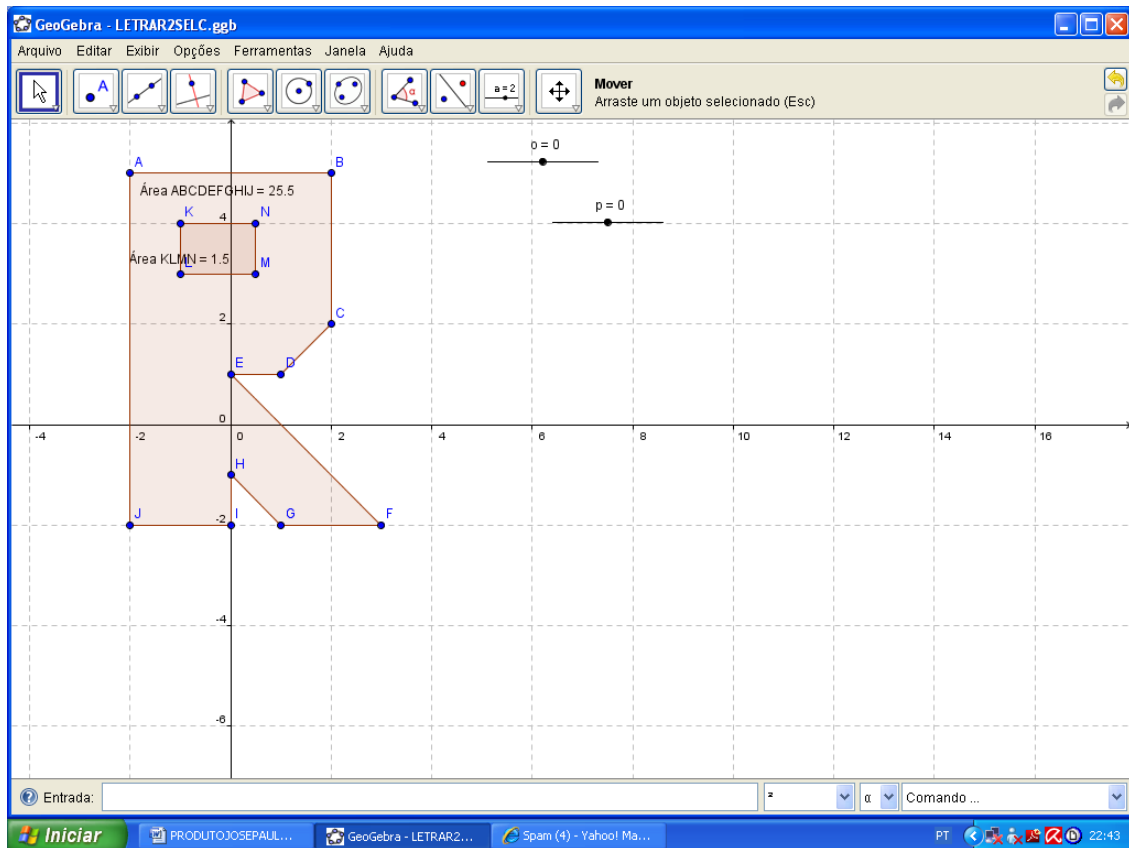 GeoGebra - LETRAR2SELC.ggb
Arquivo Editar Exibir Opções Ferramentas Janela Ajuda
A
α
a = 2
Mover
Arraste um objeto selecionado (Esc)
o = 0
A
B
Área ABCDEFGHIJ = 25.5
p = 0
K
4
N
Área KLMN = 1.5
L
M
2
C
E
D
0
-4 -2 0 2 4 6 8 10 12 14 16
H
J
-2
I
G
F
-4
-6
Entrada:
²
α
Comando ...
Iniciar
PRODUTOJOSEPAUL...
GeoGebra - LETRAR2...
Spam (4) - Yahoo! Ma...
PT
22:43